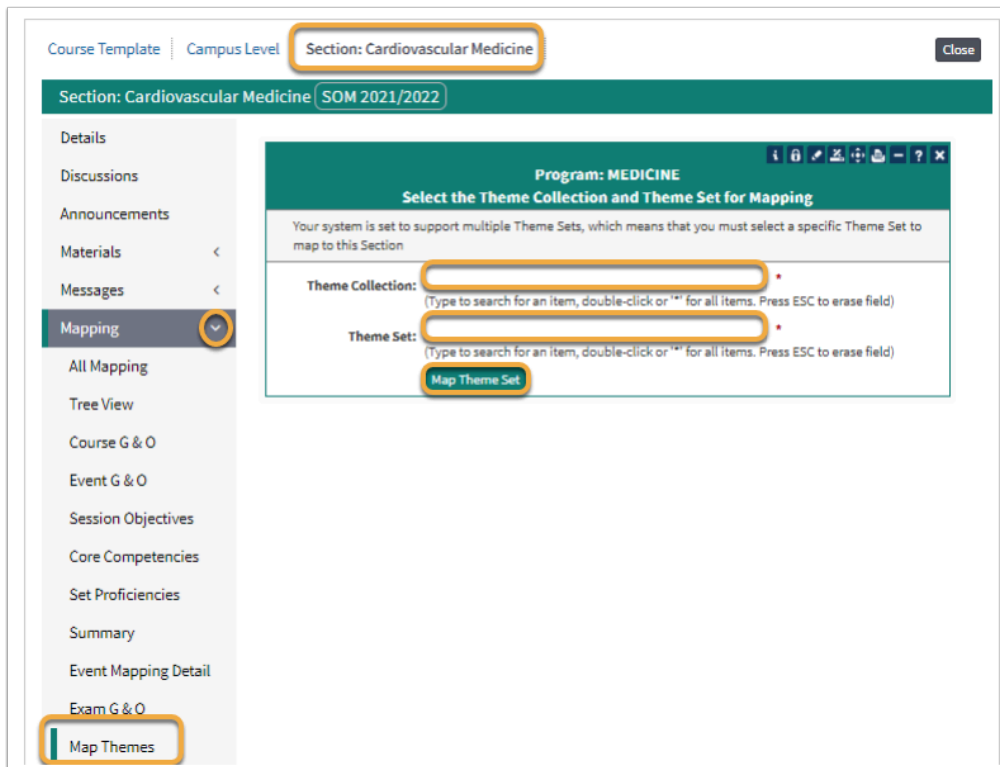 Course Template Campus Level Section: Cardiovascular Medicine Close
Section: Cardiovascular Medicine SOM 2021/2022
Details
Discussions
Announcements
Materials
Messages
Mapping
All Mapping
Tree View
Course G & O
Event G & O
Session Objectives
Core Competencies
Set Proficiencies
Summary
Event Mapping Detail
Exam G & O
Map Themes
Program: MEDICINE
Select the Theme Collection and Theme Set for Mapping
Your system is set to support multiple Theme Sets, which means that you must select a specific Theme Set to
map to this Section
Theme Collection: *
(Type to search for an item, double-click or '*' for all items. Press ESC to erase field)
Theme Set: *
(Type to search for an item, double-click or '*' for all items. Press ESC to erase field)
Map Theme Set